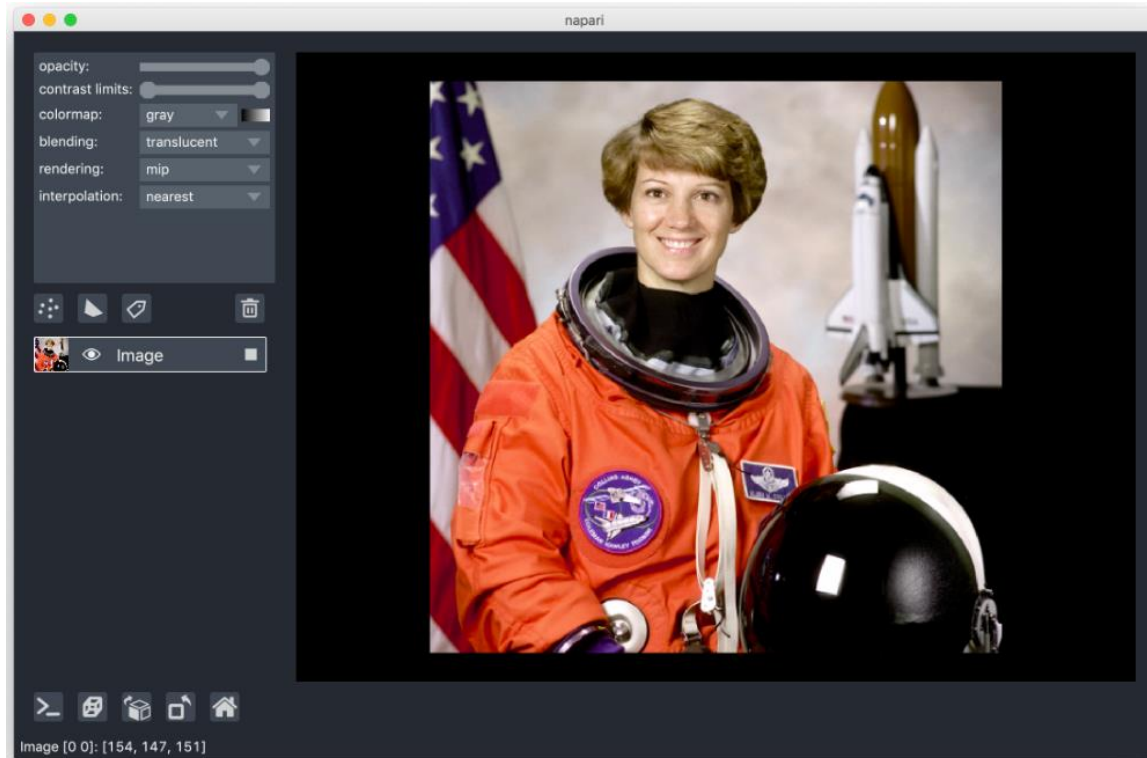 napari
opacity:
contrast limits:
colormap: gray
blending: translucent
rendering: mip
interpolation: nearest
Image
COLLINS
Image [0 0]: [154, 147, 151]